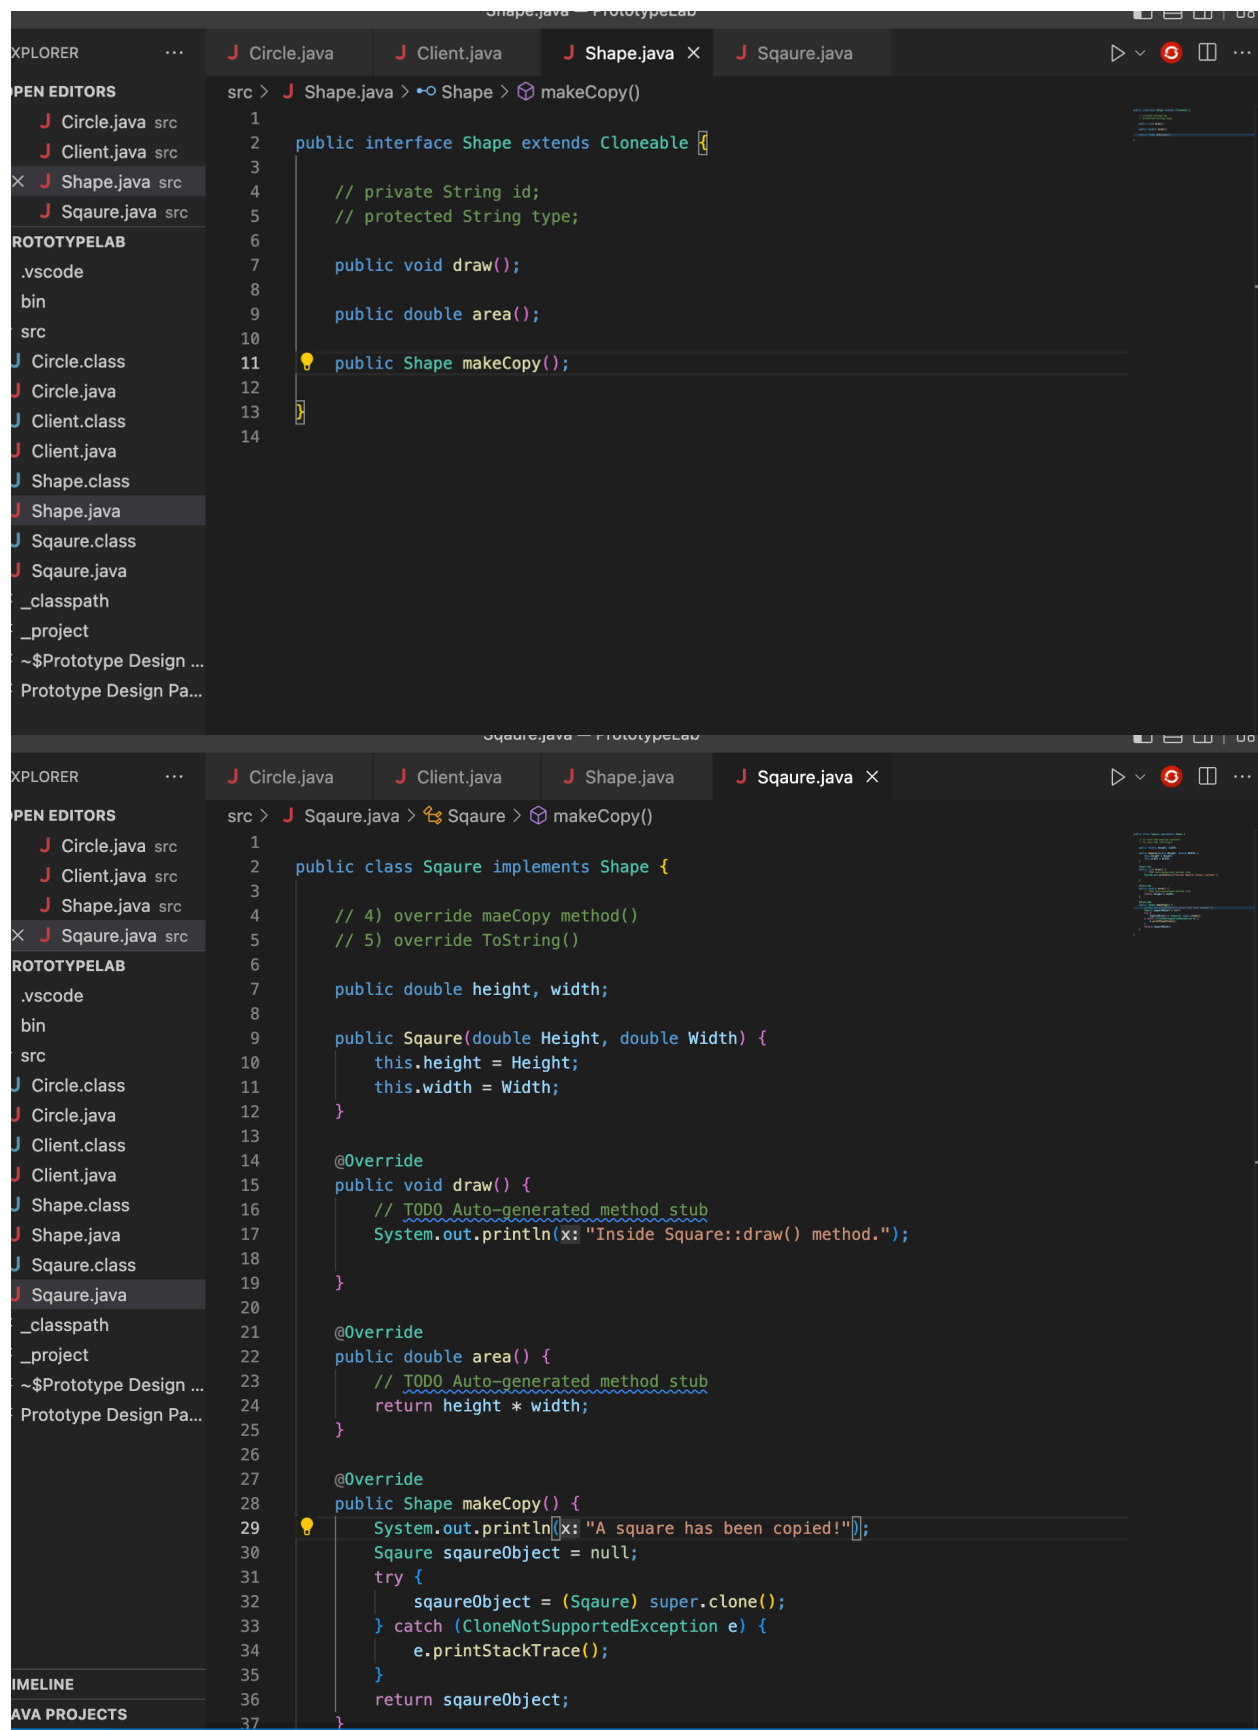 Shape.java — PrototypeLab
XPLORER ...
Circle.java Client.java Shape.java × Sqaure.java
PEN EDITORS
Circle.java src
Client.java src
× Shape.java src
Sqaure.java src
ROTOTYPELAB
.vscode
bin
src
Circle.class
Circle.java
Client.class
Client.java
Shape.class
Shape.java
Sqaure.class
Sqaure.java
_classpath
_project
~$Prototype Design ...
Prototype Design Pa...
src > J Shape.java > Shape > makeCopy()
1
2 public interface Shape extends Cloneable {
3
4 // private String id;
5 // protected String type;
6
7 public void draw();
8
9 public double area();
10
11 public Shape makeCopy();
12
13 }
14
Sqaure.java — PrototypeLab
XPLORER ...
Circle.java Client.java Shape.java Sqaure.java ×
PEN EDITORS
Circle.java src
Client.java src
Shape.java src
× Sqaure.java src
ROTOTYPELAB
.vscode
bin
src
Circle.class
Circle.java
Client.class
Client.java
Shape.class
Shape.java
Sqaure.class
Sqaure.java
_classpath
_project
~$Prototype Design ...
Prototype Design Pa...
IMELINE
AVA PROJECTS
src > J Sqaure.java > Sqaure > makeCopy()
1
2 public class Sqaure implements Shape {
3
4 // 4) override maeCopy method()
5 // 5) override ToString()
6
7 public double height, width;
8
9 public Sqaure(double Height, double Width) {
10 this.height = Height;
11 this.width = Width;
12 }
13
14 @Override
15 public void draw() {
16 // TODO Auto-generated method stub
17 System.out.println(x: "Inside Square::draw() method.");
18
19 }
20
21 @Override
22 public double area() {
23 // TODO Auto-generated method stub
24 return height * width;
25 }
26
27 @Override
28 public Shape makeCopy() {
29 System.out.println(x: "A square has been copied!");
30 Sqaure sqaureObject = null;
31 try {
32 sqaureObject = (Sqaure) super.clone();
33 } catch (CloneNotSupportedException e) {
34 e.printStackTrace();
35 }
36 return sqaureObject;
37 }